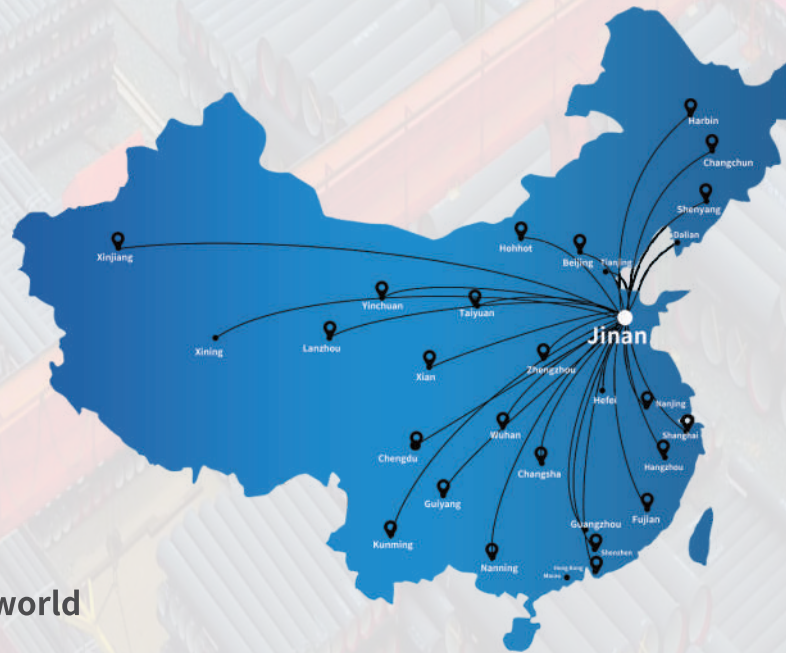 Harbin
Changchun
Shenyang
Dalian
Hohhot
Beijing
Tianjing
Xinjiang
Yinchuan
Taiyuan
Jinan
Xining
Lanzhou
Zhengzhou
Xian
Hefei
Nanjing
Shanghai
Wuhan
Chengdu
Hangzhou
Changsha
Guiyang
Fujian
Guangzhou
Kunming
Shenzhen
Nanning
Hong Kong
Macao
world